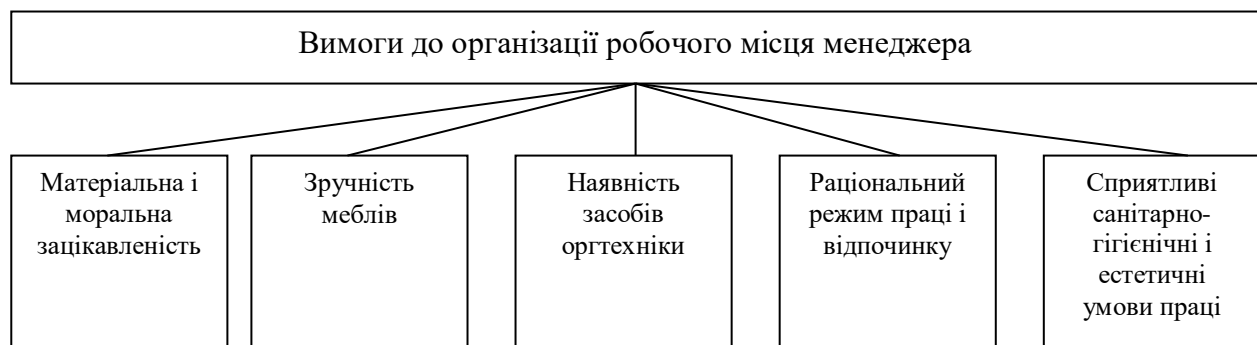 Вимоги до організації робочого місця менеджера
Матеріальна і
моральна
зацікавленість
Зручність
меблів
Наявність
засобів
оргтехніки
Раціональний
режим праці і
відпочинку
Сприятливі
санітарно-
гігієнічні і
естетичні
умови праці